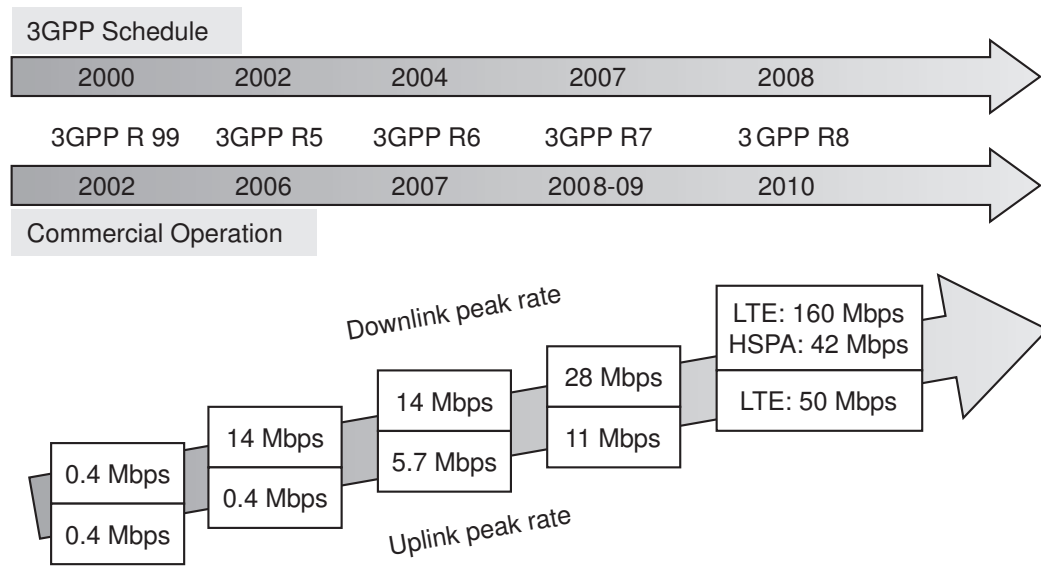 3GPP Schedule
2000 2002 2004 2007 2008
3GPP R 99 3GPP R5 3GPP R6 3GPP R7 3 GPP R8
2002 2006 2007 2008-09 2010
Commercial Operation
Downlink peak rate
LTE: 160 Mbps
HSPA: 42 Mbps
28 Mbps
14 Mbps
14 Mbps
0.4 Mbps
LTE: 50 Mbps
11 Mbps
5.7 Mbps
0.4 Mbps
0.4 Mbps
Uplink peak rate